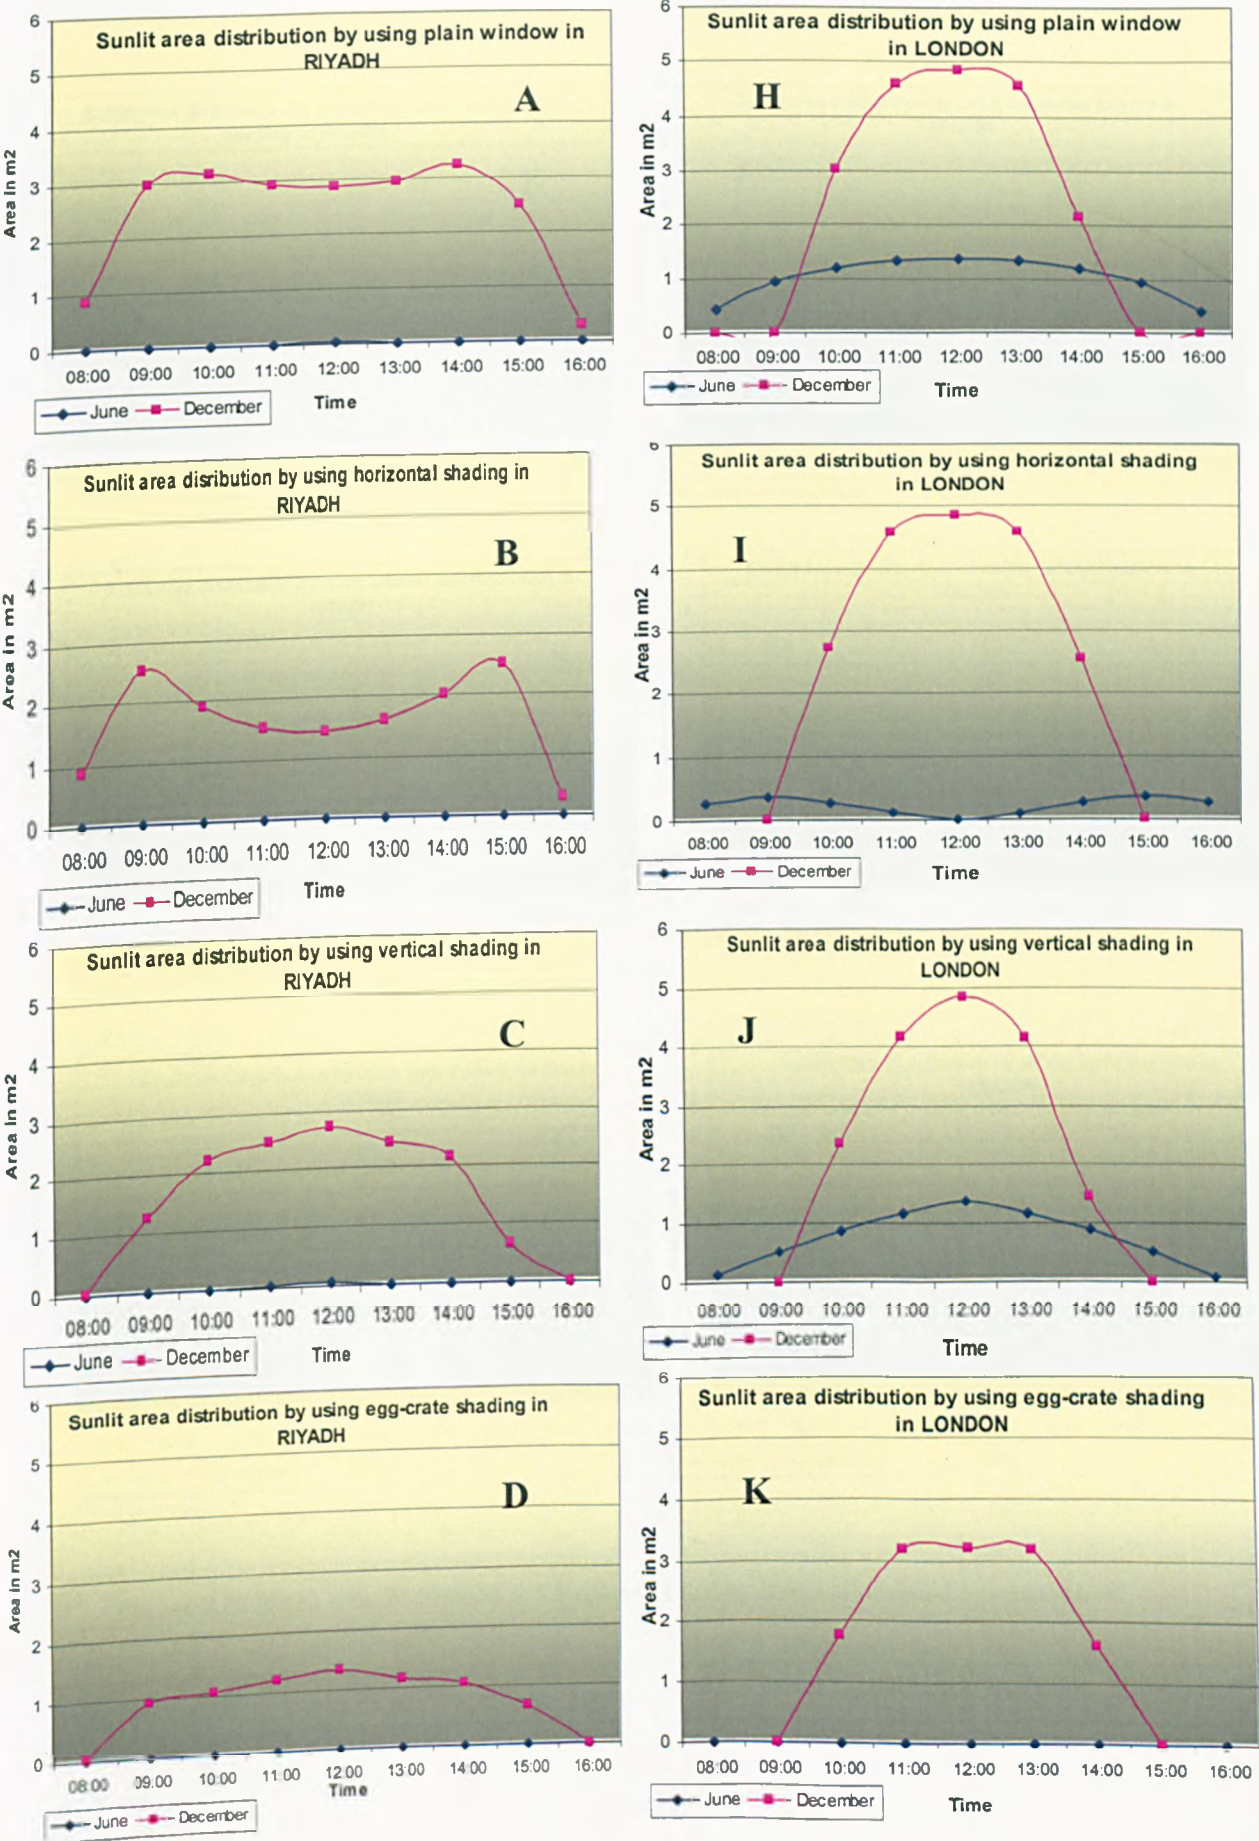 Sunlit area distribution by using plain window in
RIYADH
A
Area in m2
6
5
4
3
2
1
0
08:00 09:00 10:00 11:00 12:00 13:00 14:00 15:00 16:00
June December
Time
Sunlit area distribution by using plain window
in LONDON
H
Area in m2
6
5
4
3
2
1
0
08:00 09:00 10:00 11:00 12:00 13:00 14:00 15:00 16:00
June December
Time
Sunlit area disribution by using horizontal shading in
RIYADH
B
Area in m2
6
5
4
3
2
1
0
08:00 09:00 10:00 11:00 12:00 13:00 14:00 15:00 16:00
June December
Time
Sunlit area distribution by using horizontal shading
in LONDON
I
Area in m2
6
5
4
3
2
1
0
08:00 09:00 10:00 11:00 12:00 13:00 14:00 15:00 16:00
June December
Time
Sunlit area distribution by using vertical shading in
RIYADH
C
Area in m2
6
5
4
3
2
1
0
08:00 09:00 10:00 11:00 12:00 13:00 14:00 15:00 16:00
June December
Time
Sunlit area distribution by using vertical shading in
LONDON
J
Area in m2
6
5
4
3
2
1
0
08:00 09:00 10:00 11:00 12:00 13:00 14:00 15:00 16:00
June December
Time
Sunlit area distribution by using egg-crate shading in
RIYADH
D
Area in m2
6
5
4
3
2
1
0
08:00 09:00 10:00 11:00 12:00 13:00 14:00 15:00 16:00
Time
June December
Sunlit area distribution by using egg-crate shading
in LONDON
K
Area in m2
6
5
4
3
2
1
0
08:00 09:00 10:00 11:00 12:00 13:00 14:00 15:00 16:00
June December
Time